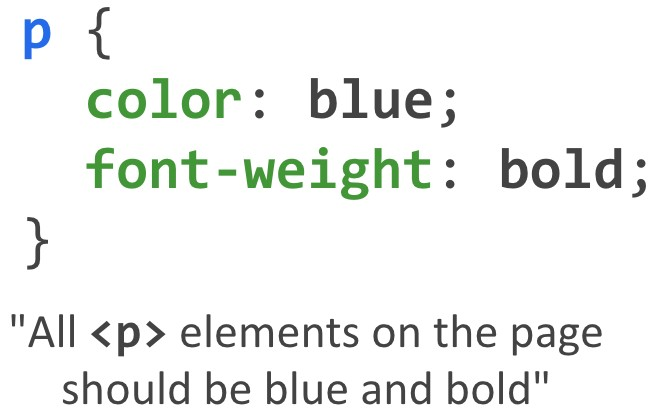 p {
  color: blue;
  font-weight: bold;
}
"All <p> elements on the page
should be blue and bold"